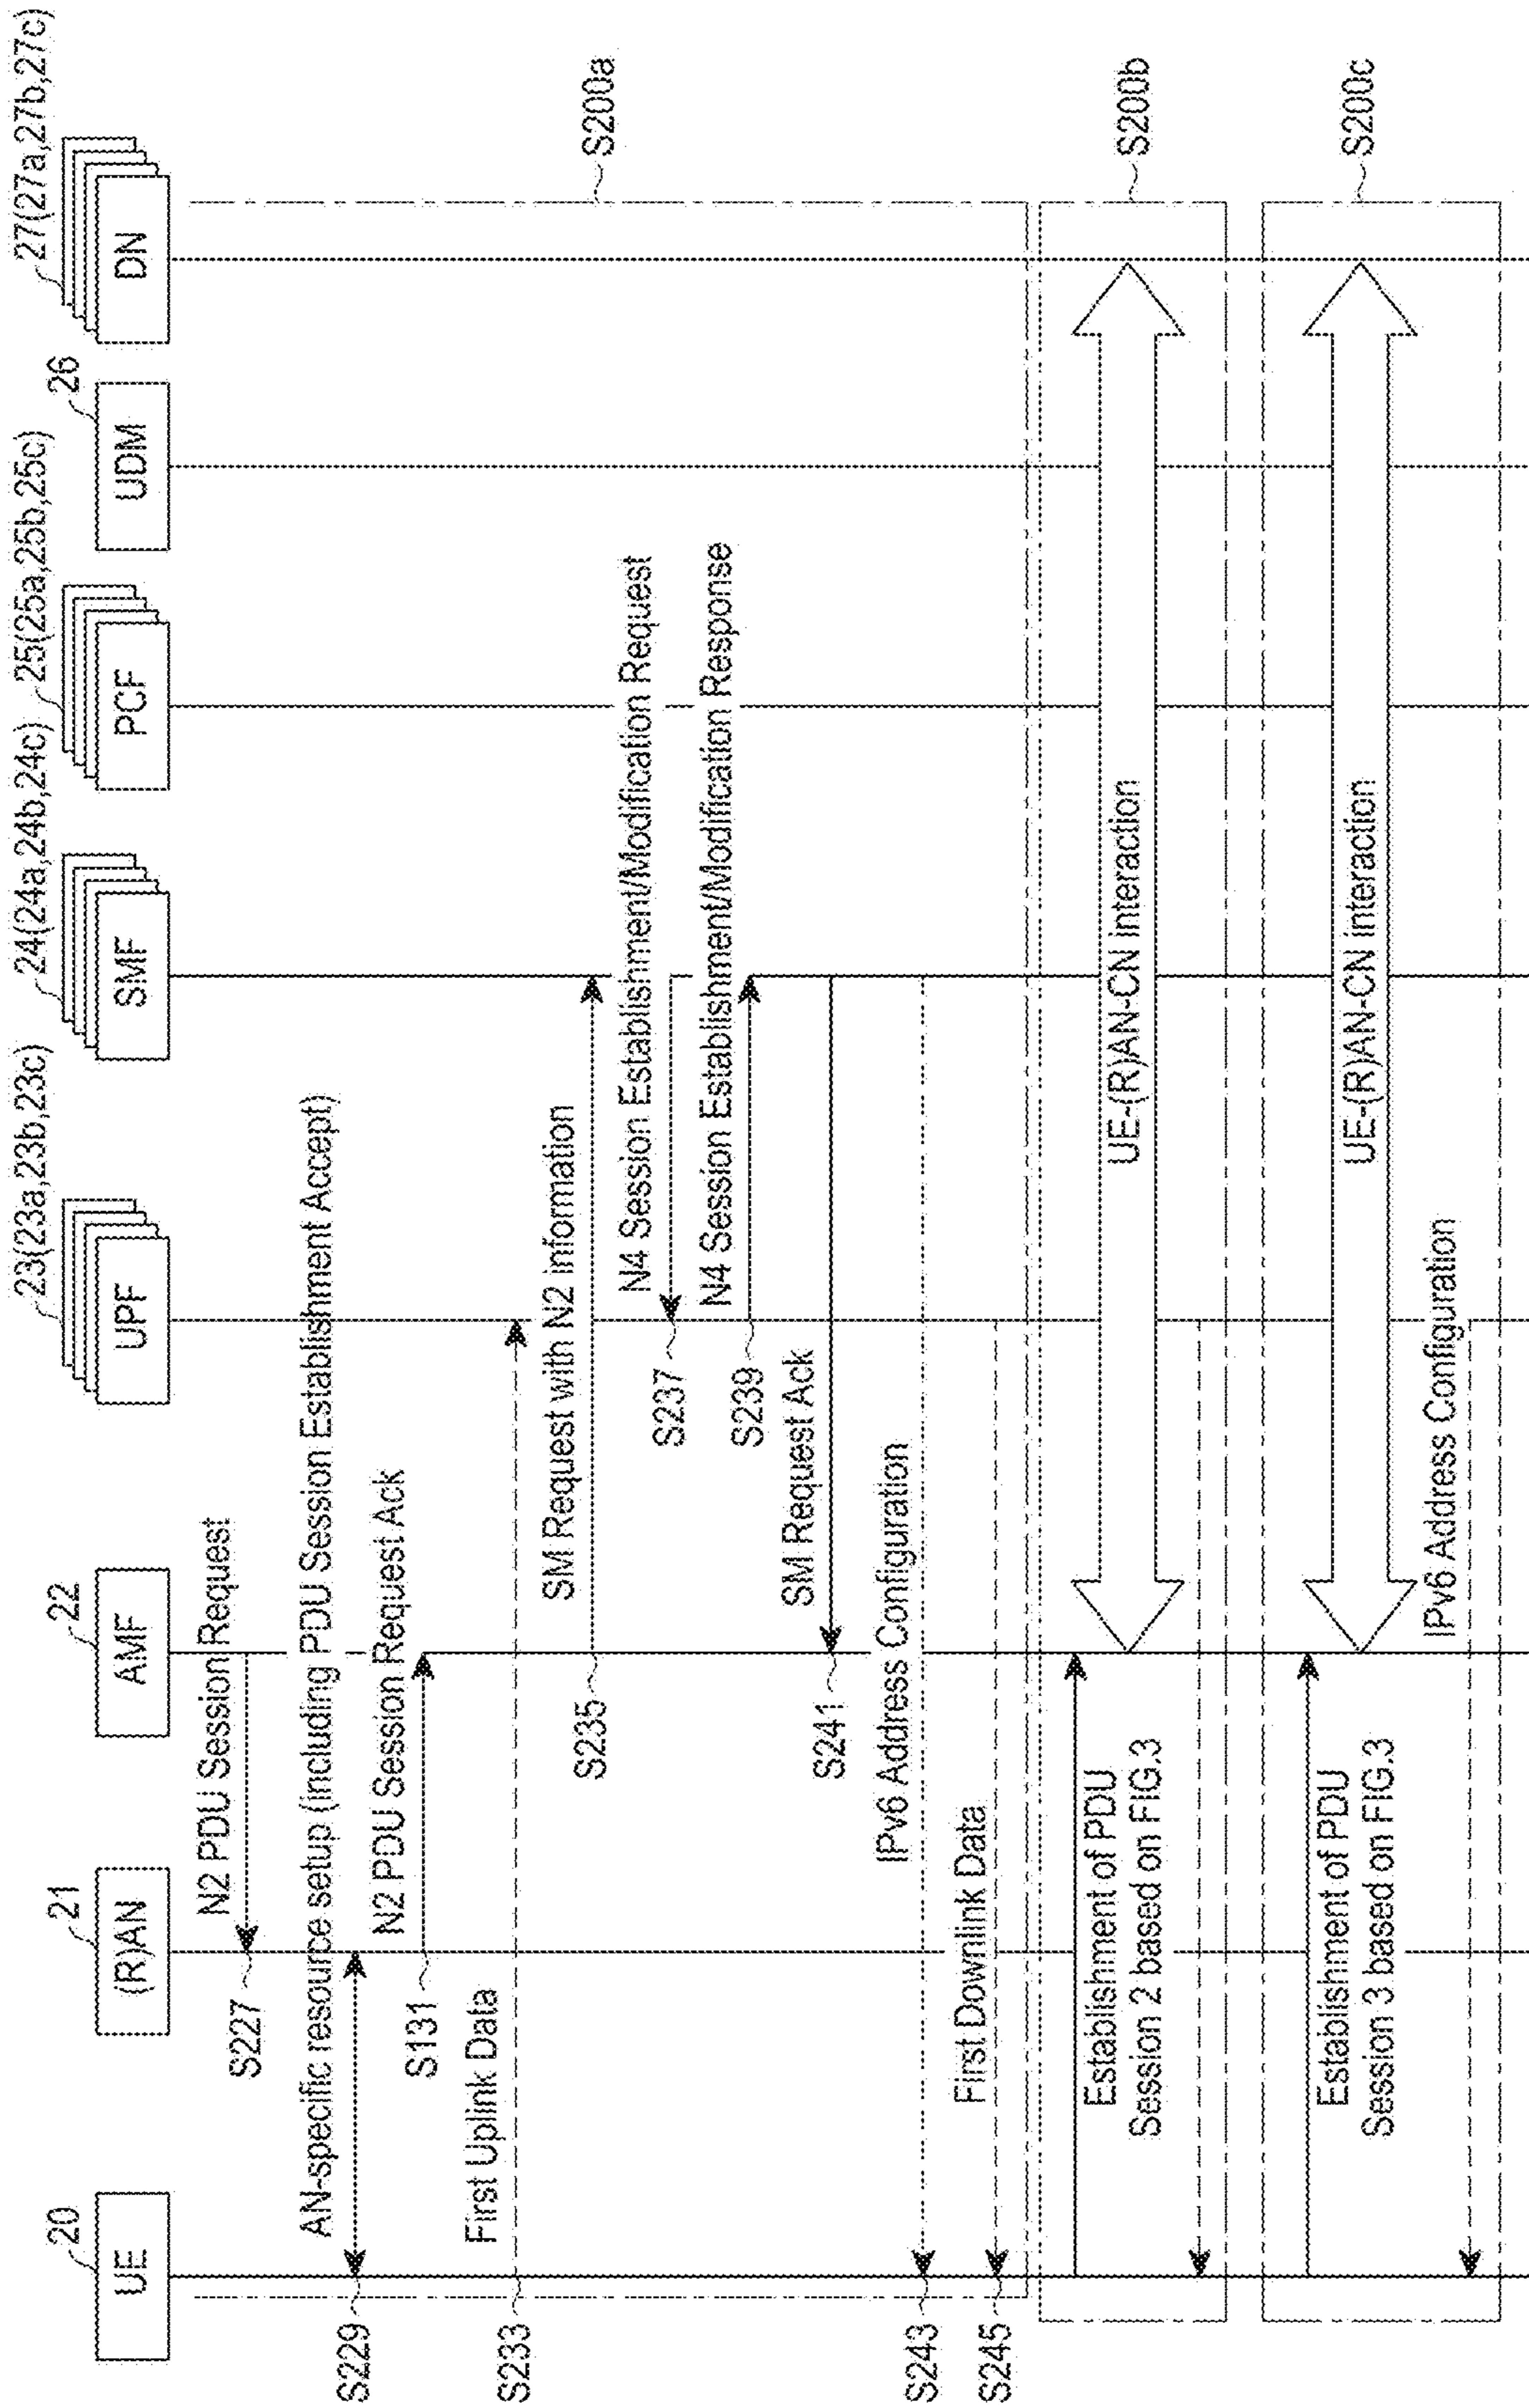 20
UE
21
(R)AN
22
AMF
23(23a,23b,23c)
UPF
24(24a,24b,24c)
SMF
25(25a,25b,25c)
PCF
26
UDM
27(27a,27b,27c)
DN
N2 PDU Session Request
S227
AN-specific resource setup (including PDU Session Establishment Accept)
S229
N2 PDU Session Request Ack
S131
First Uplink Data
S233
SM Request with N2 information
S235
S200a
N4 Session Establishment/Modification Request
S237
N4 Session Establishment/Modification Response
S239
SM Request Ack
S241
IPv6 Address Configuration
S243
First Downlink Data
S245
Establishment of PDU
Session 2 based on FIG.3
UE-(R)AN-CN interaction
S200b
Establishment of PDU
Session 3 based on FIG.3
UE-(R)AN-CN interaction
S200c
IPv6 Address Configuration